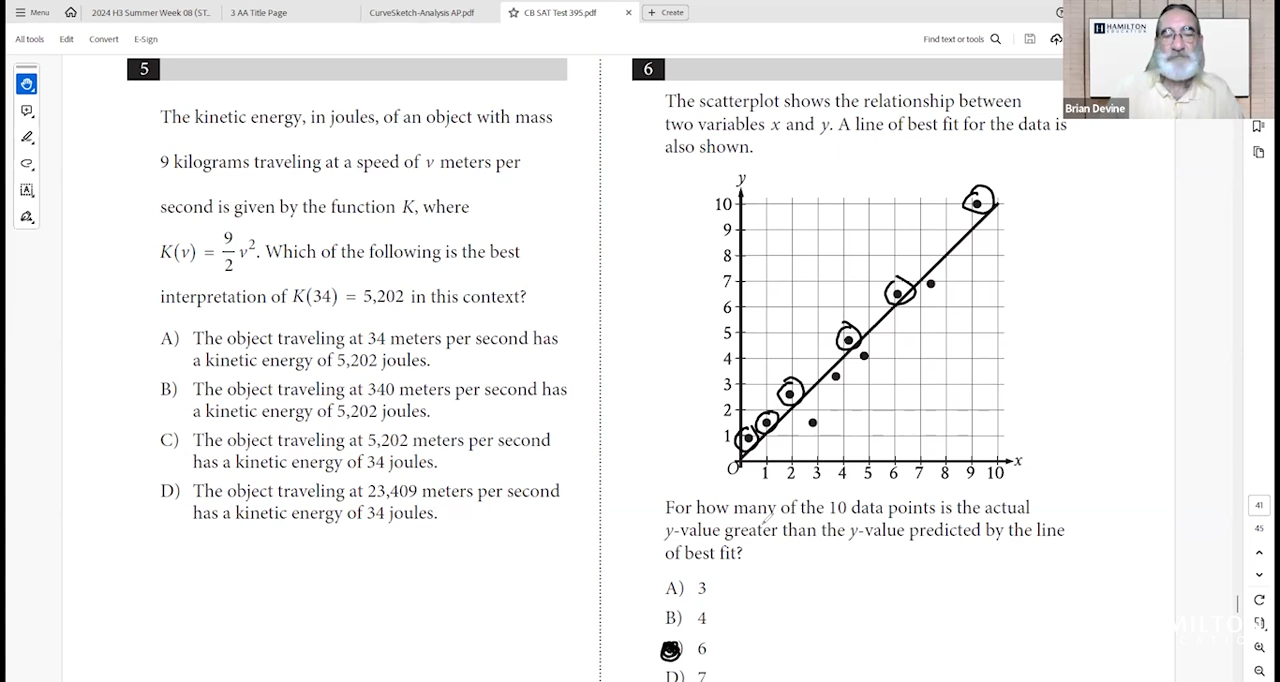 Menu
2024 H3 Summer Week 08 (ST...
3 AA Title Page
CurveSketch-Analysis AP.pdf
CB SAT Test 395.pdf
+ Create
All tools
Edit
Convert
E-Sign
Find text or tools
HAMILTON
EDUCATION
Brian Devine
5
The kinetic energy, in joules, of an object with mass
9 kilograms traveling at a speed of v meters per
second is given by the function K, where
K(v) = 9/2 v². Which of the following is the best
interpretation of K(34) = 5,202 in this context?
A) The object traveling at 34 meters per second has
a kinetic energy of 5,202 joules.
B) The object traveling at 340 meters per second has
a kinetic energy of 5,202 joules.
C) The object traveling at 5,202 meters per second
has a kinetic energy of 34 joules.
D) The object traveling at 23,409 meters per second
has a kinetic energy of 34 joules.
6
The scatterplot shows the relationship between
two variables x and y. A line of best fit for the data is
also shown.
y
10
9
8
7
6
5
4
3
2
1
O
1 2 3 4 5 6 7 8 9 10
x
For how many of the 10 data points is the actual
y-value greater than the y-value predicted by the line
of best fit?
A) 3
B) 4
) 6
D) 7
41
45